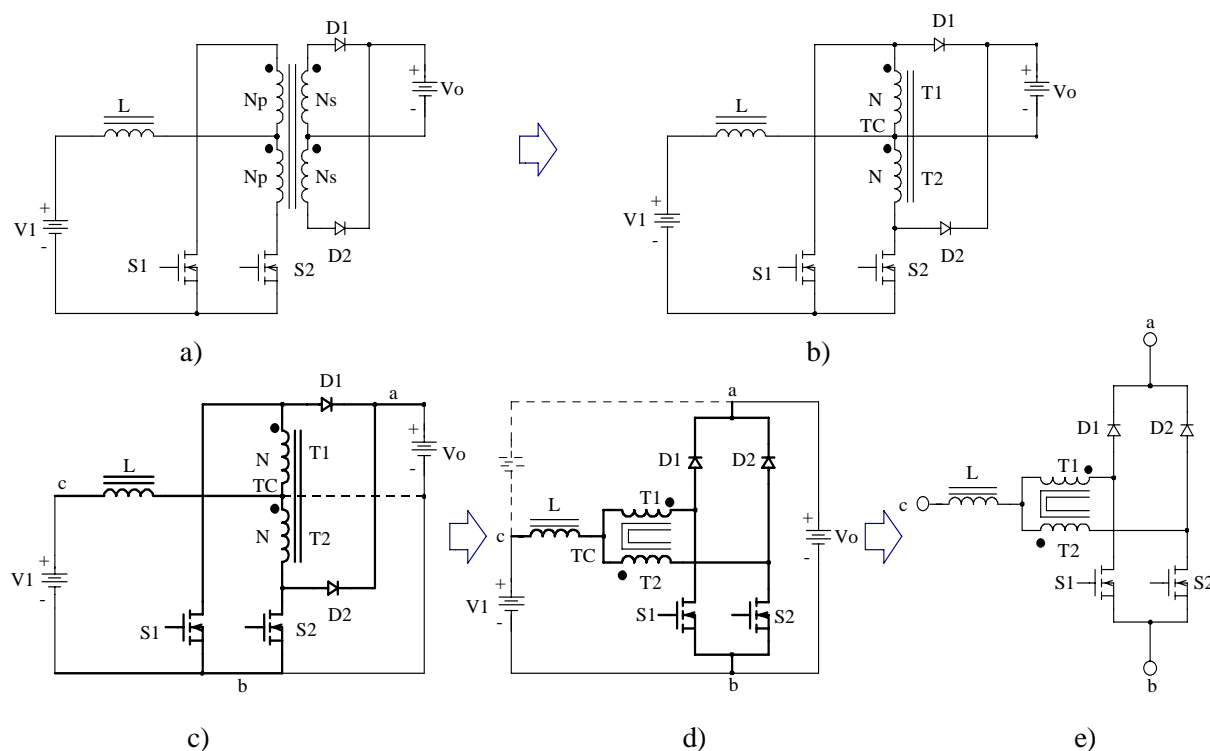 D1
L
Np
Ns
+
Vo
-
Np
Ns
+
V1
-
D2
S1
S2
a)
D1
L
N
T1
+
Vo
-
TC
N
T2
+
V1
-
D2
S1
S2
b)
D1
a
L
N
T1
+
Vo
-
c
TC
N
T2
+
V1
-
D2
S1
S2
b
c)
a
D1
D2
L
T1
c
TC
T2
+
Vo
-
+
V1
-
S1
S2
b
d)
a
D1
D2
L
T1
c
T2
S1
S2
b
e)